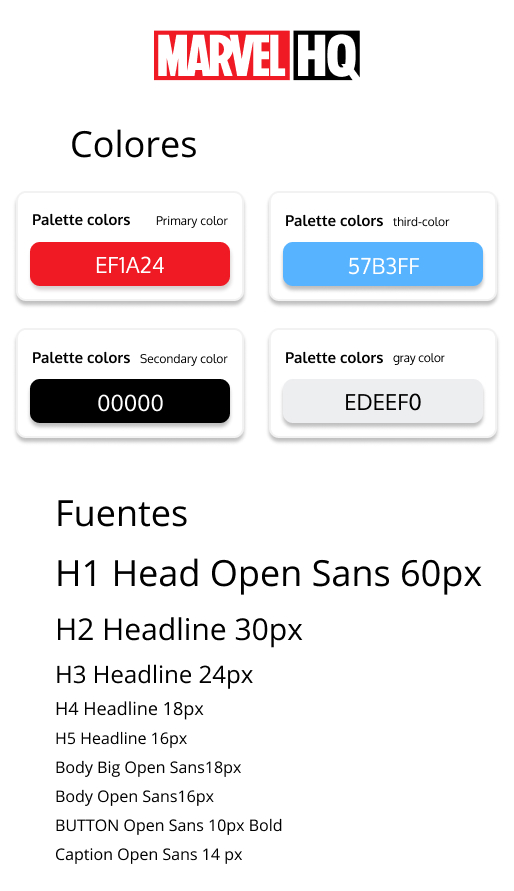 MARVEL HQ
Colores
Palette colors Primary color
EF1A24
Palette colors third-color
57B3FF
Palette colors Secondary color
00000
Palette colors gray color
EDEEF0
Fuentes
H1 Head Open Sans 60px
H2 Headline 30px
H3 Headline 24px
H4 Headline 18px
H5 Headline 16px
Body Big Open Sans18px
Body Open Sans16px
BUTTON Open Sans 10px Bold
Caption Open Sans 14 px